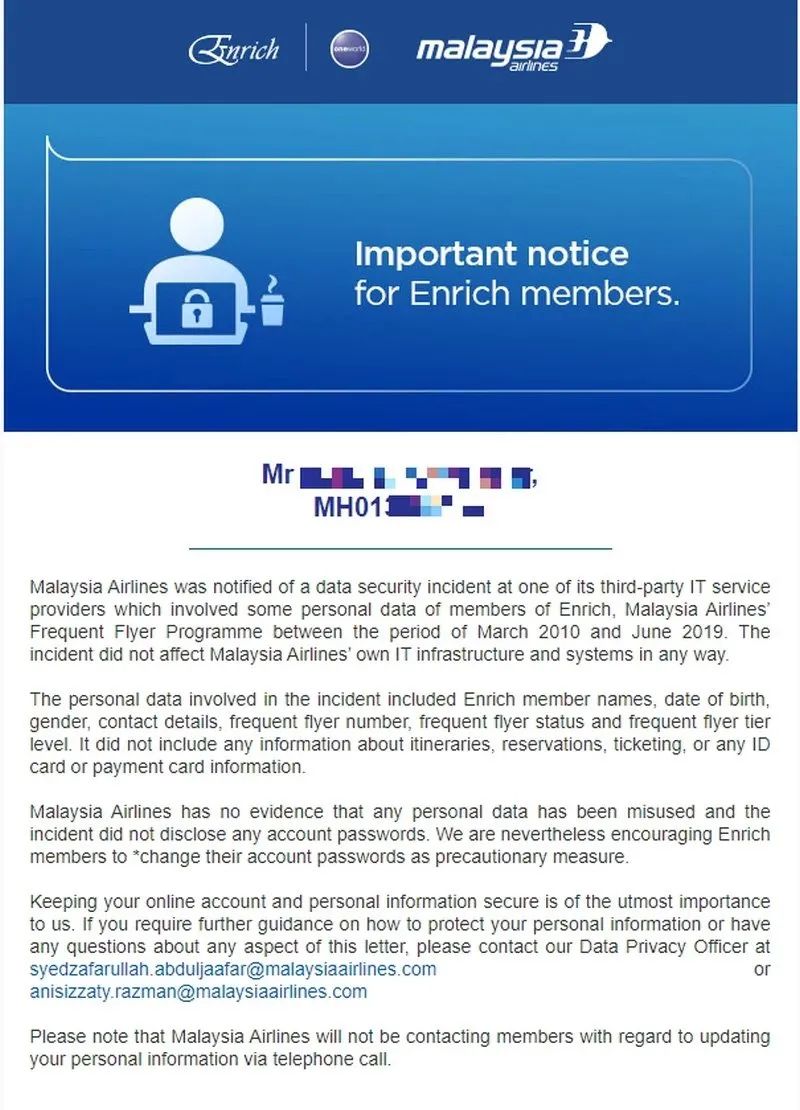 Enrich
oneworld
malaysia
airlines
Important notice
for Enrich members.
Mr
MH01
Malaysia Airlines was notified of a data security incident at one of its third-party IT service
providers which involved some personal data of members of Enrich, Malaysia Airlines’
Frequent Flyer Programme between the period of March 2010 and June 2019. The
incident did not affect Malaysia Airlines’ own IT infrastructure and systems in any way.
The personal data involved in the incident included Enrich member names, date of birth,
gender, contact details, frequent flyer number, frequent flyer status and frequent flyer tier
level. It did not include any information about itineraries, reservations, ticketing, or any ID
card or payment card information.
Malaysia Airlines has no evidence that any personal data has been misused and the
incident did not disclose any account passwords. We are nevertheless encouraging Enrich
members to *change their account passwords as precautionary measure.
Keeping your online account and personal information secure is of the utmost importance
to us. If you require further guidance on how to protect your personal information or have
any questions about any aspect of this letter, please contact our Data Privacy Officer at
syedzafarullah.abduljaafar@malaysiaairlines.com or
anisizzaty.razman@malaysiaairlines.com
Please note that Malaysia Airlines will not be contacting members with regard to updating
your personal information via telephone call.